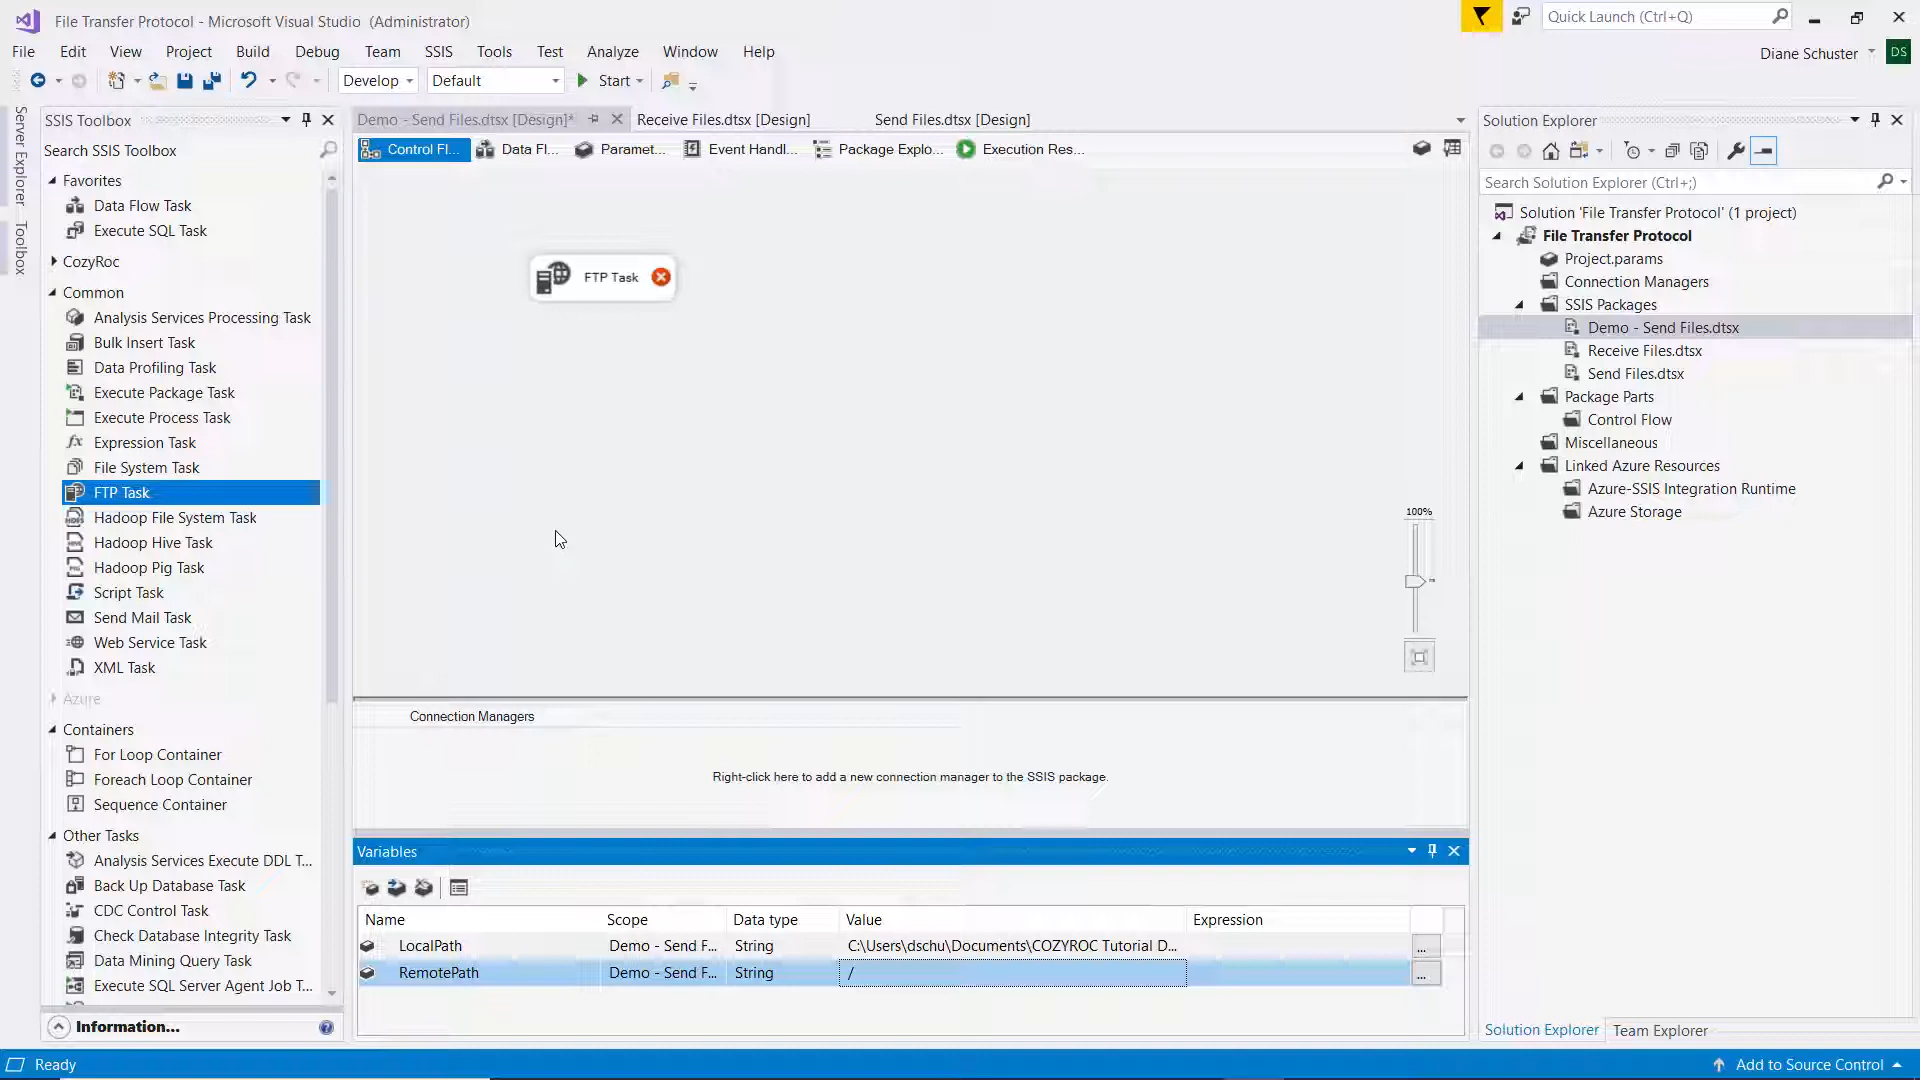 File Transfer Protocol - Microsoft Visual Studio (Administrator)
Quick Launch (Ctrl+Q)
File Edit View Project Build Debug Team SSIS Tools Test Analyze Window Help
Diane Schuster DS
Develop Default Start
Server Explorer
Toolbox
SSIS Toolbox
Search SSIS Toolbox
Favorites
Data Flow Task
Execute SQL Task
CozyRoc
Common
Analysis Services Processing Task
Bulk Insert Task
Data Profiling Task
Execute Package Task
Execute Process Task
Expression Task
File System Task
FTP Task
Hadoop File System Task
Hadoop Hive Task
Hadoop Pig Task
Script Task
Send Mail Task
Web Service Task
XML Task
Azure
Containers
For Loop Container
Foreach Loop Container
Sequence Container
Other Tasks
Analysis Services Execute DDL T...
Back Up Database Task
CDC Control Task
Check Database Integrity Task
Data Mining Query Task
Execute SQL Server Agent Job T...
Information...
Demo - Send Files.dtsx [Design]* Receive Files.dtsx [Design] Send Files.dtsx [Design]
Control Fl... Data Fl... Paramet... Event Handl... Package Explo... Execution Res...
FTP Task
100%
Connection Managers
Right-click here to add a new connection manager to the SSIS package.
Variables
Name Scope Data type Value Expression
LocalPath Demo - Send F... String C:\Users\dschu\Documents\COZYROC Tutorial D... ...
RemotePath Demo - Send F... String / ...
Solution Explorer
Search Solution Explorer (Ctrl+;)
Solution 'File Transfer Protocol' (1 project)
File Transfer Protocol
Project.params
Connection Managers
SSIS Packages
Demo - Send Files.dtsx
Receive Files.dtsx
Send Files.dtsx
Package Parts
Control Flow
Miscellaneous
Linked Azure Resources
Azure-SSIS Integration Runtime
Azure Storage
Solution Explorer Team Explorer
Ready
Add to Source Control